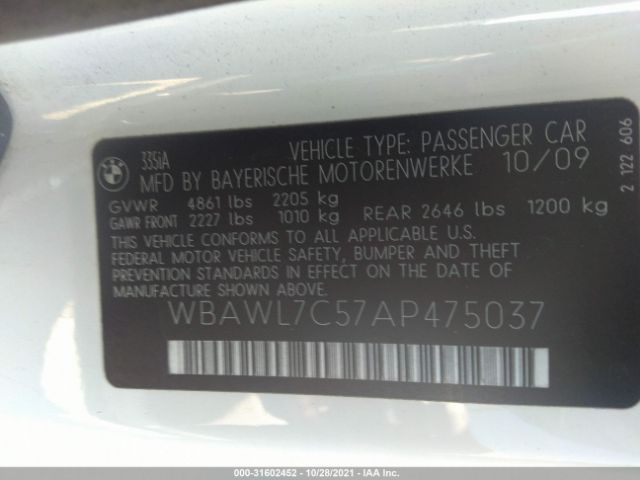 BMW
335iA VEHICLE TYPE: PASSENGER CAR
MFD BY BAYERISCHE MOTORENWERKE 10/09
GVWR 4861 lbs 2205 kg
GAWR FRONT 2227 lbs 1010 kg REAR 2646 lbs 1200 kg
THIS VEHICLE CONFORMS TO ALL APPLICABLE U.S.
FEDERAL MOTOR VEHICLE SAFETY, BUMPER AND THEFT
PREVENTION STANDARDS IN EFFECT ON THE DATE OF
MANUFACTURE SHOWN ABOVE.
WBAWL7C57AP475037
2 122 606
000-31602452 - 10/28/2021 - IAA Inc.